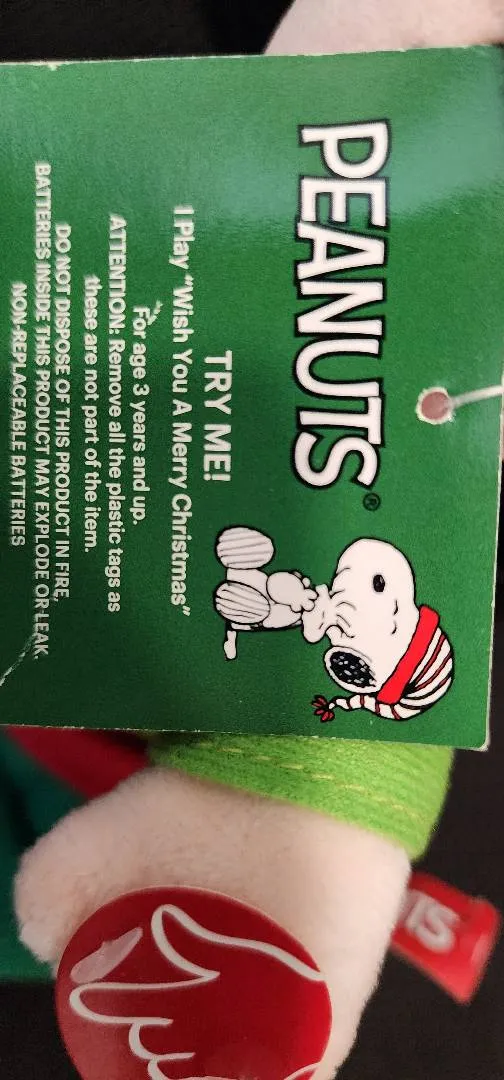 PEANUTS®
TRY ME!
I Play "Wish You A Merry Christmas"
For age 3 years and up.
ATTENTION: Remove all the plastic tags as
these are not part of the item.
DO NOT DISPOSE OF THIS PRODUCT IN FIRE,
BATTERIES INSIDE THIS PRODUCT MAY EXPLODE OR LEAK.
NON-REPLACEABLE BATTERIES